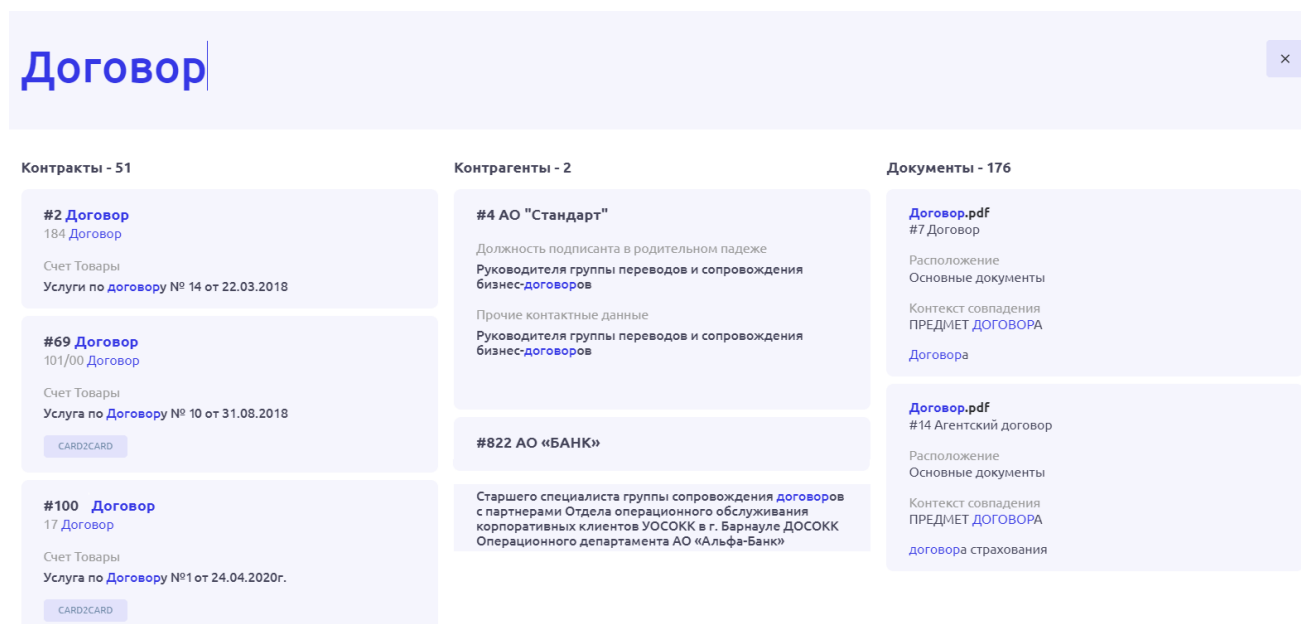 Договор
×
Контракты - 51
#2 Договор
184 Договор
Счет Товары
Услуги по договору № 14 от 22.03.2018
#69 Договор
101/00 Договор
Счет Товары
Услуга по Договору № 10 от 31.08.2018
CARD2CARD
#100 Договор
17 Договор
Счет Товары
Услуга по Договору №1 от 24.04.2020г.
CARD2CARD
Контрагенты - 2
#4 АО "Стандарт"
Должность подписанта в родительном падеже
Руководителя группы переводов и сопровождения
бизнес-договоров
Прочие контактные данные
Руководителя группы переводов и сопровождения
бизнес-договоров
#822 АО «БАНК»
Старшего специалиста группы сопровождения договоров
с партнерами Отдела операционного обслуживания
корпоративных клиентов УОСОКК в г. Барнауле ДОСОКК
Операционного департамента АО «Альфа-Банк»
Документы - 176
Договор.pdf
#7 Договор
Расположение
Основные документы
Контекст совпадения
ПРЕДМЕТ ДОГОВОРА
Договора
Договор.pdf
#14 Агентский договор
Расположение
Основные документы
Контекст совпадения
ПРЕДМЕТ ДОГОВОРА
договора страхования